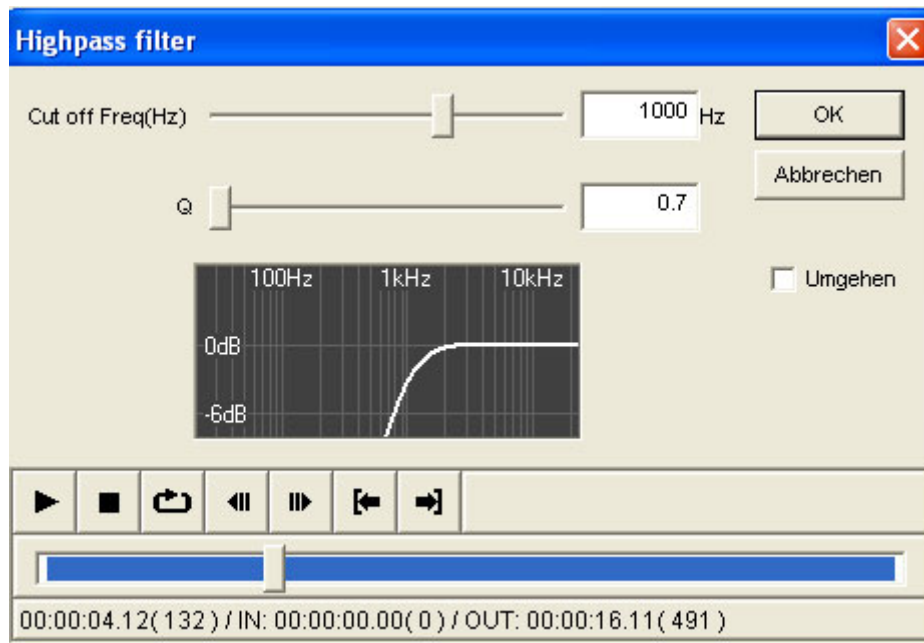 Highpass filter
Cut off Freq(Hz) 1000 Hz OK
Abbrechen
Q 0.7
100Hz 1kHz 10kHz
Umgehen
0dB
-6dB
00:00:04.12( 132 ) / IN: 00:00:00.00( 0 ) / OUT: 00:00:16.11( 491 )